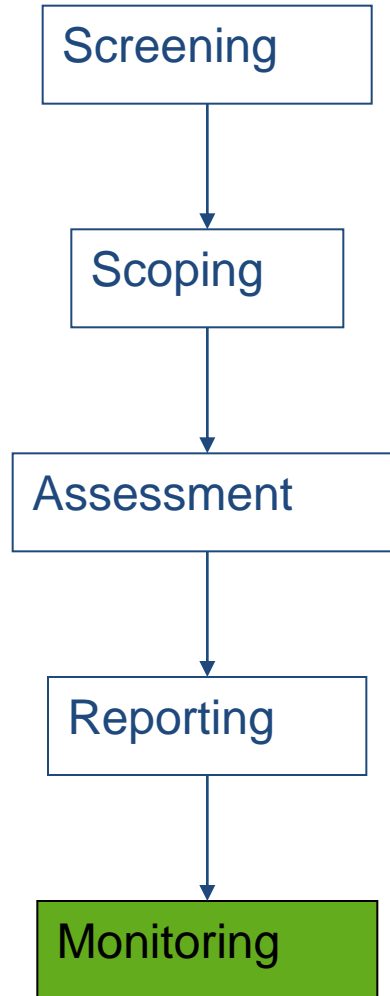 Screening
Scoping
Assessment
Reporting
Monitoring